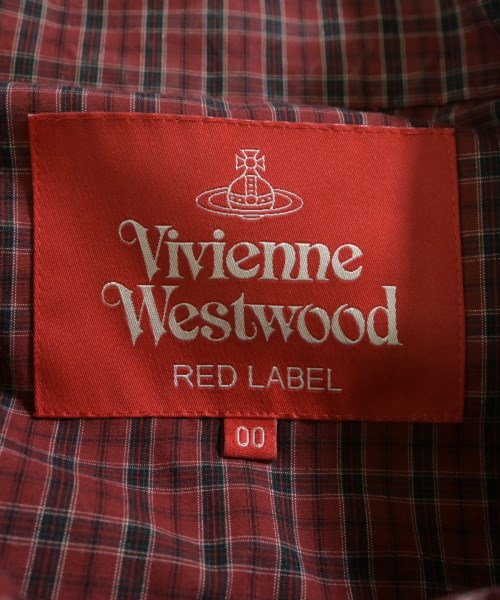 Vivienne
Westwood
RED LABEL
00